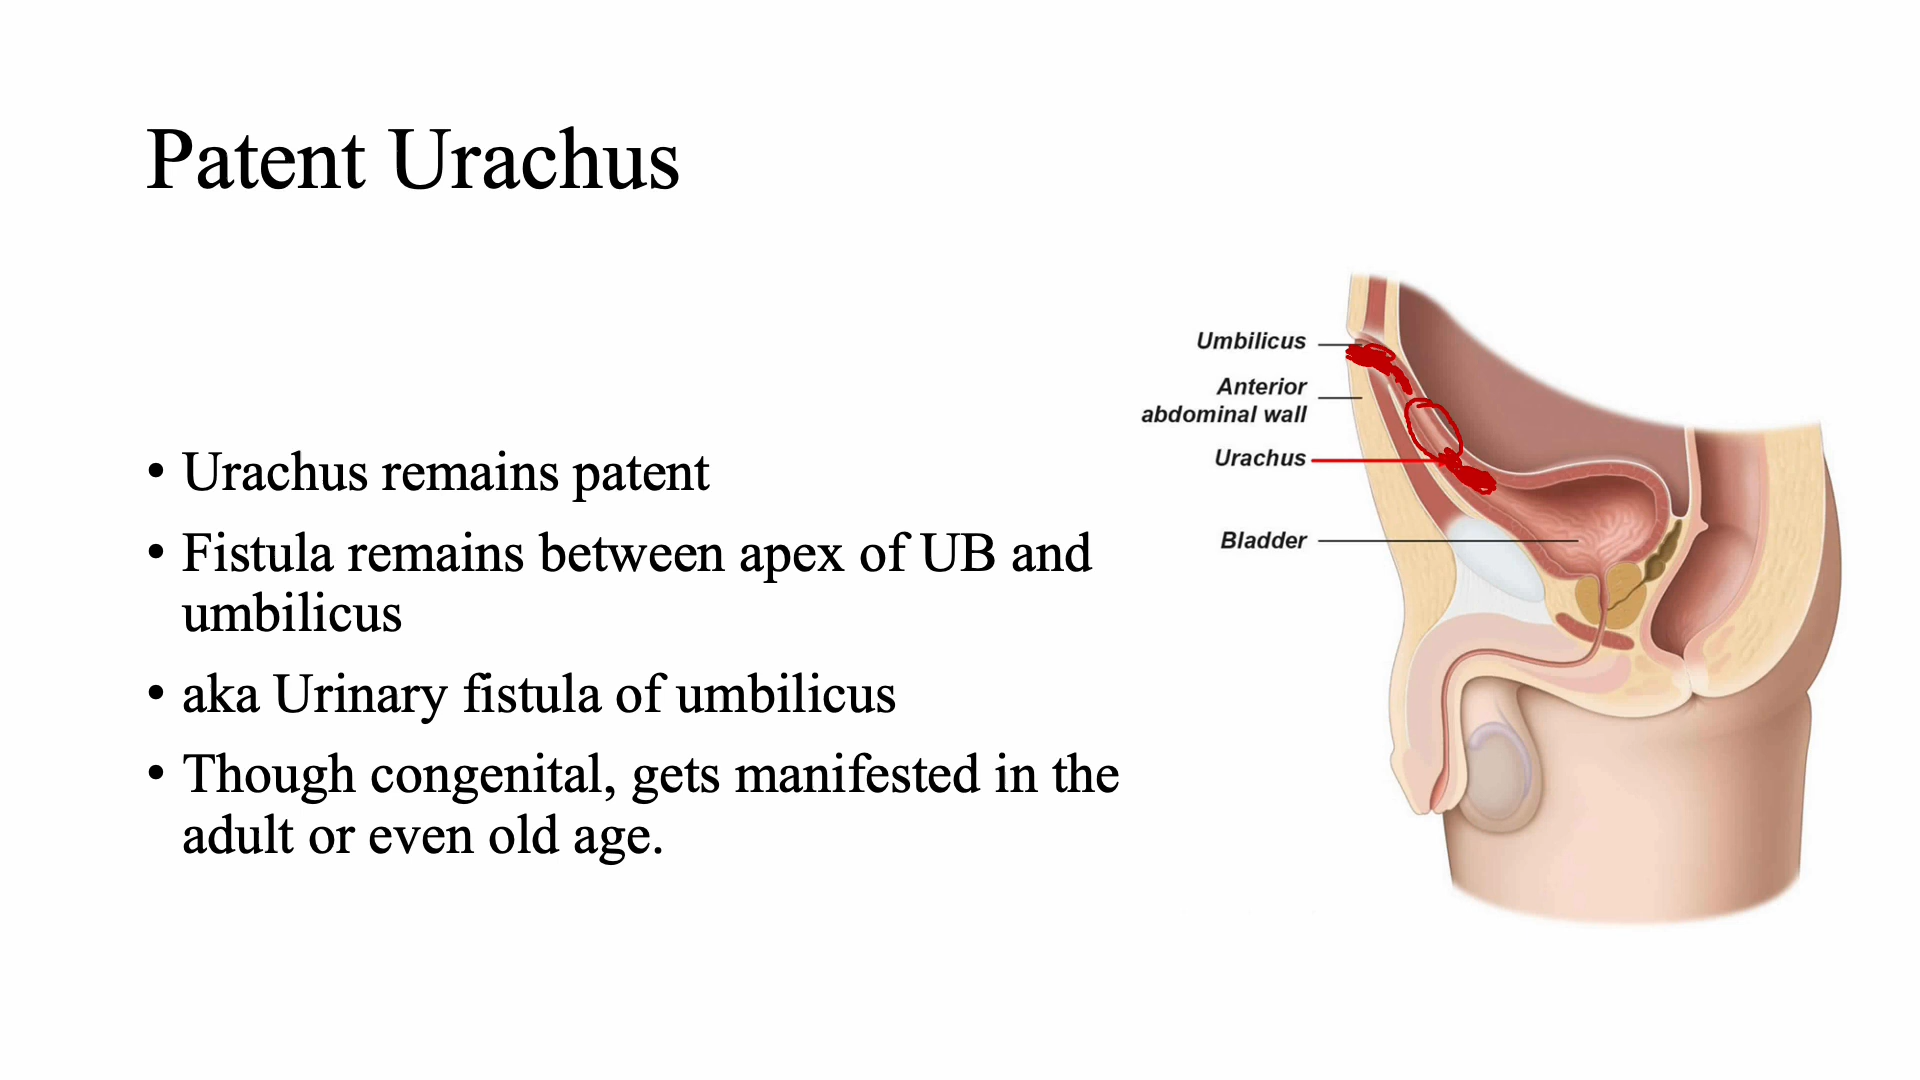 Patent Urachus
• Urachus remains patent
• Fistula remains between apex of UB and
umbilicus
• aka Urinary fistula of umbilicus
• Though congenital, gets manifested in the
adult or even old age.
Umbilicus
Anterior
abdominal wall
Urachus
Bladder